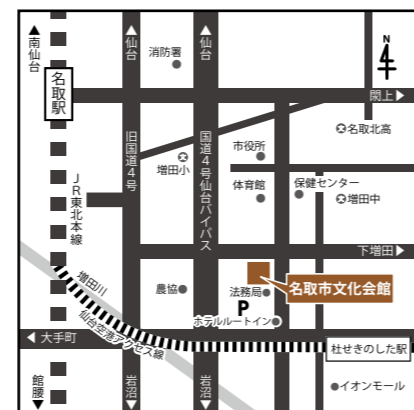 ▲南仙台
▲仙台
▲仙台
消防署
N
4
名取駅
閖上▶
名取北高
旧国道4号
国道4号仙台バイパス
市役所
増田小
JR東北本線
体育館
保健センター
増田中
下増田▶
増田川
仙台空港アクセス線
農協
法務局
名取市文化会館
P
ホテルルートイン
◀大手町
杜せきのした駅
館腰▼
岩沼▼
岩沼▼
イオンモール